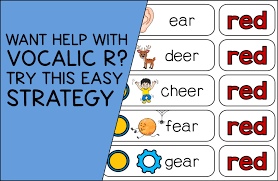 WANT HELP WITH
VOCALIC R?
TRY THIS EASY
STRATEGY
ear red
deer red
cheer red
fear red
gear red